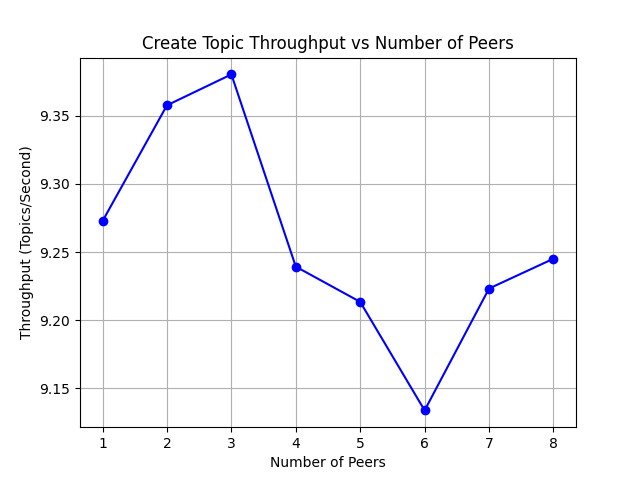 Create Topic Throughput vs Number of Peers
Throughput (Topics/Second)
9.35
9.30
9.25
9.20
9.15
1 2 3 4 5 6 7 8
Number of Peers